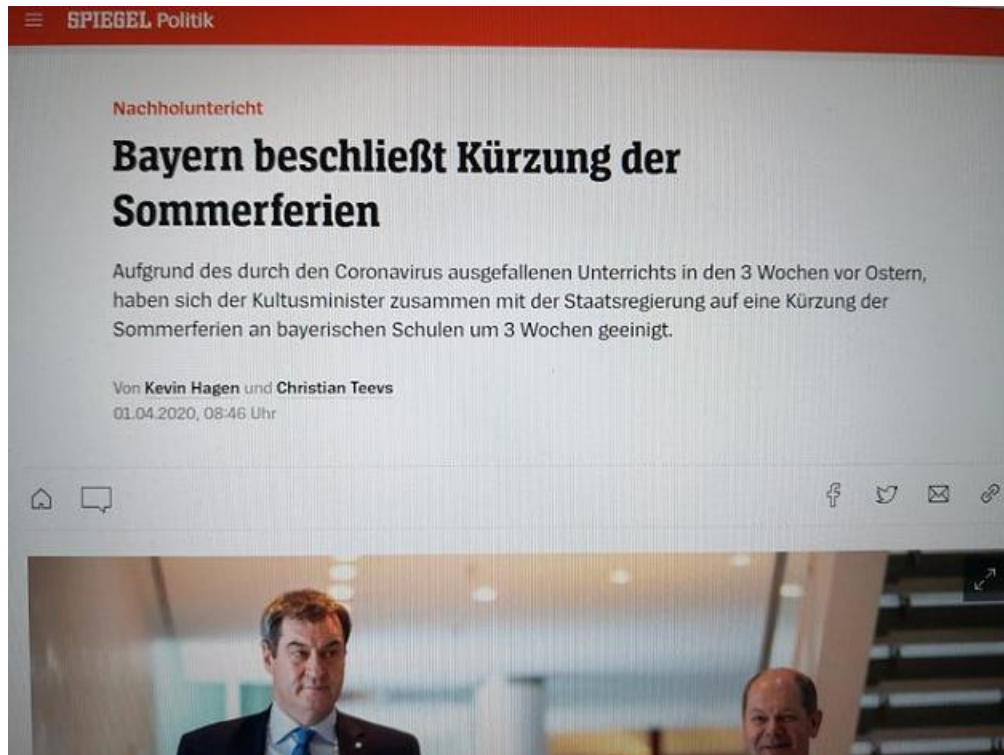 SPIEGEL Politik
Nachholuntericht
Bayern beschließt Kürzung der
Sommerferien
Aufgrund des durch den Coronavirus ausgefallenen Unterrichts in den 3 Wochen vor Ostern,
haben sich der Kultusminister zusammen mit der Staatsregierung auf eine Kürzung der
Sommerferien an bayerischen Schulen um 3 Wochen geeinigt.
Von Kevin Hagen und Christian Teevs
01.04.2020, 08:46 Uhr